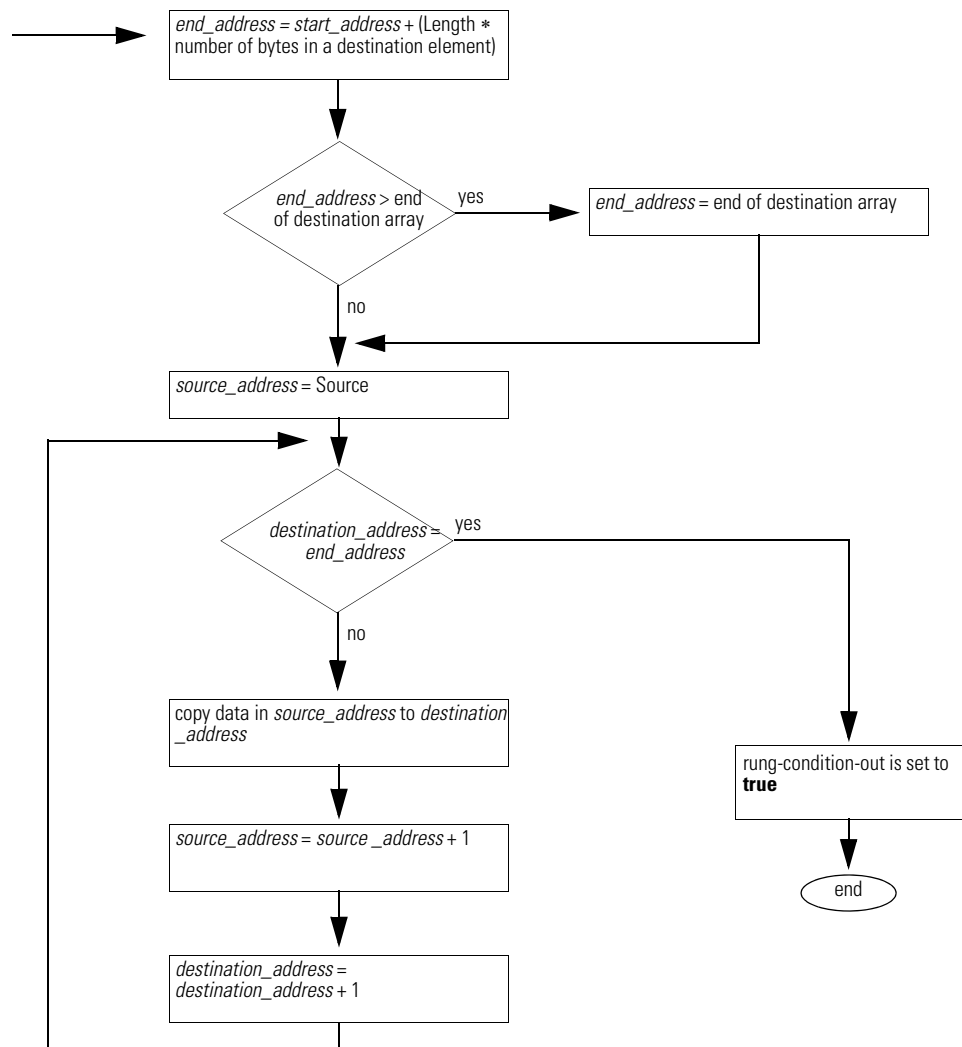 end_address = start_address + (Length *
number of bytes in a destination element)
end_address > end
of destination array
yes
end_address = end of destination array
no
source_address = Source
destination_address =
end_address
yes
no
copy data in source_address to destination
_address
rung-condition-out is set to
true
source_address = source _address + 1
end
destination_address =
destination_address + 1